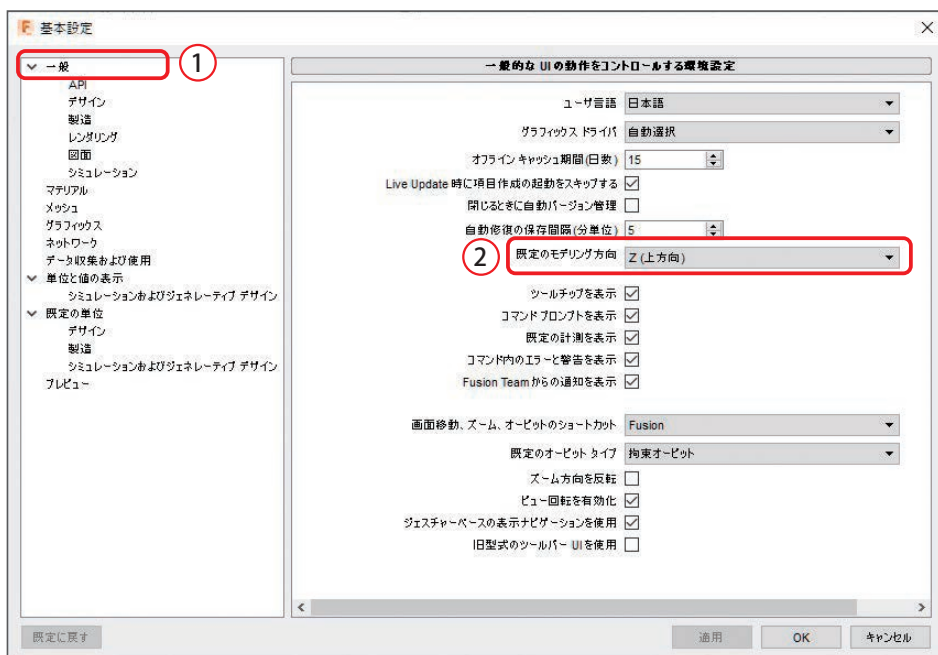 基本設定
一般
①
API
デザイン
製造
レンダリング
図面
シミュレーション
マテリアル
メッシュ
グラフィックス
ネットワーク
データ収集および使用
単位と値の表示
シミュレーションおよびジェネレーティブ デザイン
既定の単位
デザイン
製造
シミュレーションおよびジェネレーティブ デザイン
プレビュー
一般的な UI の動作をコントロールする環境設定
ユーザ言語 日本語
グラフィックス ドライバ 自動選択
オフライン キャッシュ期間(日数) 15
Live Update 時に項目作成の起動をスキップする
閉じるときに自動バージョン管理
自動修復の保存間隔(分単位) 5
② 既定のモデリング方向 Z (上方向)
ツールチップを表示
コマンド プロンプトを表示
既定の計測を表示
コマンド内のエラーと警告を表示
Fusion Team からの通知を表示
画面移動、ズーム、オービットのショートカット Fusion
既定のオービット タイプ 拘束オービット
ズーム方向を反転
ビュー回転を有効化
ジェスチャーベースの表示ナビゲーションを使用
旧型式のツールバー UI を使用
既定に戻す
適用
OK
キャンセル